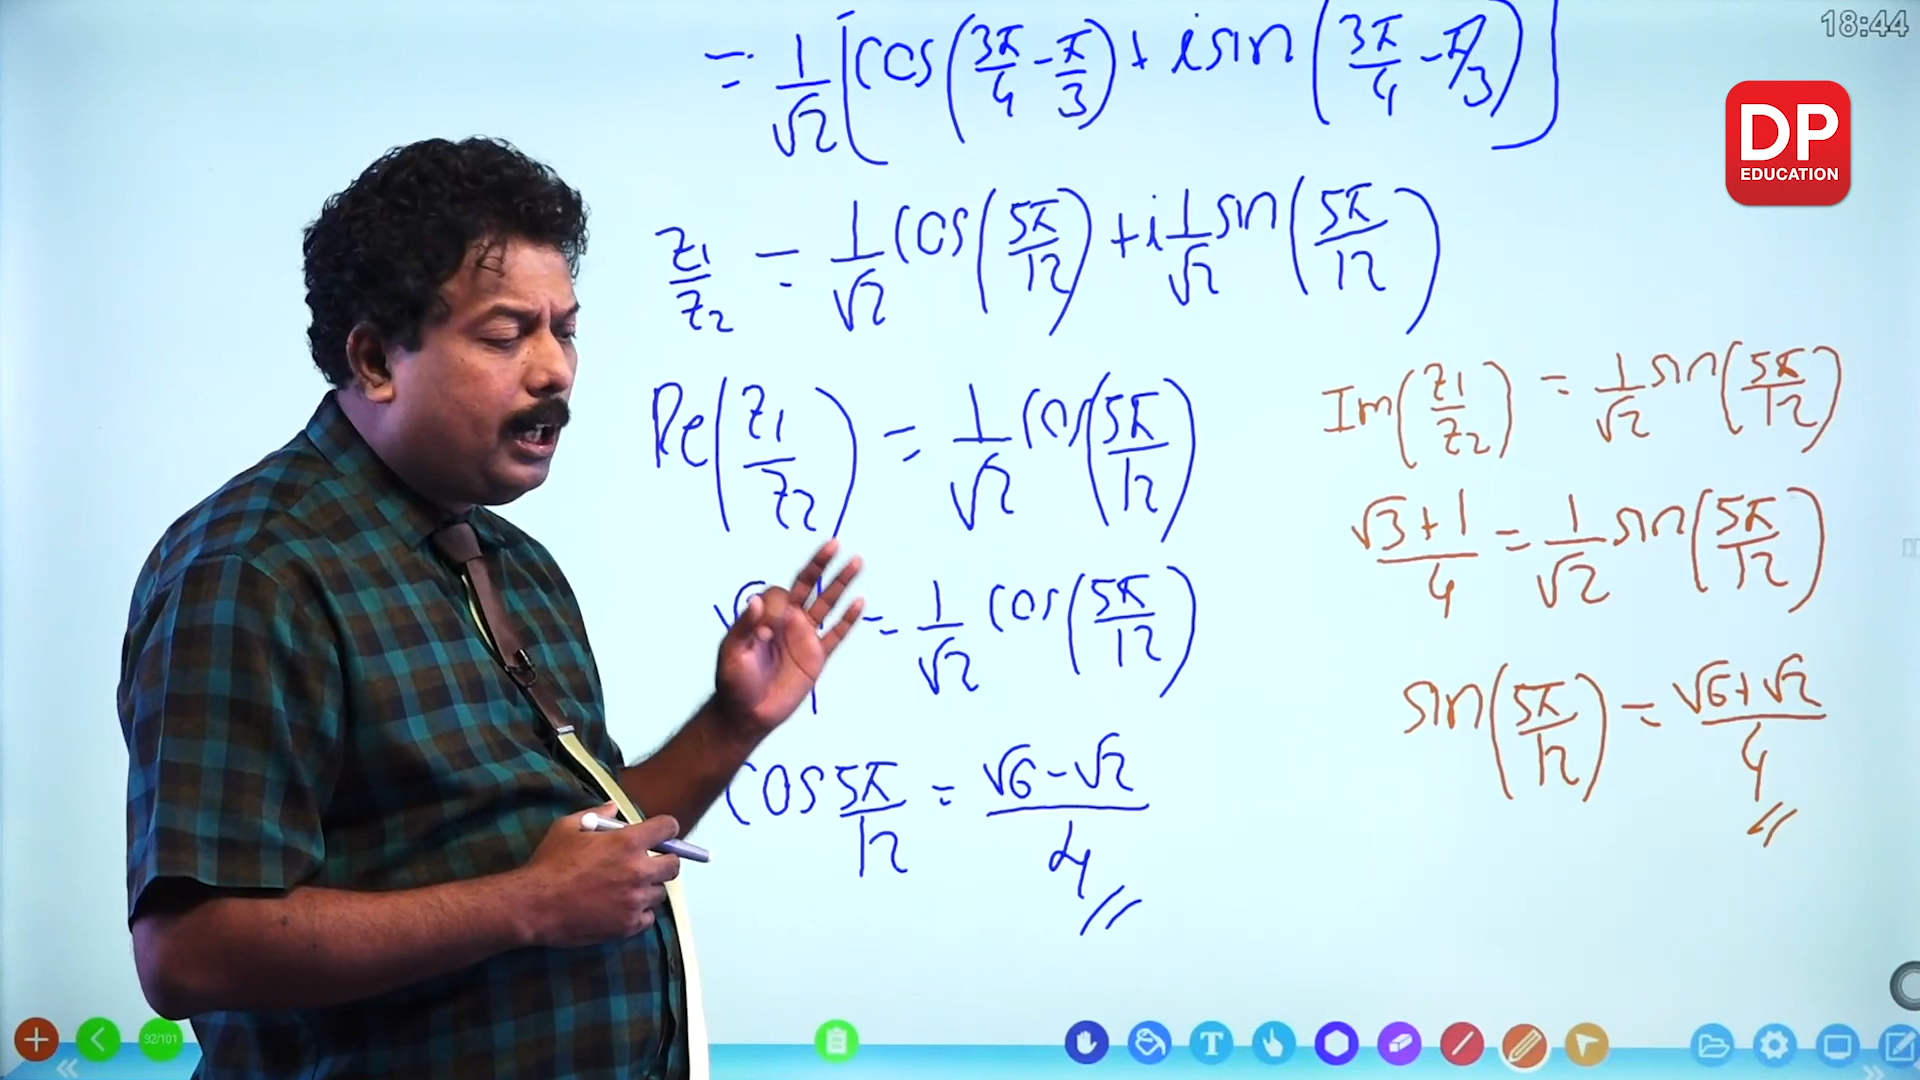 18:44
= 1/√2 [cos(3π/4 - π/3) + i sin(3π/4 - π/3)]
DP
EDUCATION
z₁/z₂ = 1/√2 cos(5π/12) + i 1/√2 sin(5π/12)
Re(z₁/z₂) = 1/√2 cos(5π/12)
= 1/√2 cos(5π/12)
cos 5π/12 = (√6 - √2)/4
Im(z₁/z₂) = 1/√2 sin(5π/12)
(√3 + 1)/4 = 1/√2 sin(5π/12)
sin(5π/12) = (√6 + √2)/4
92/101
T